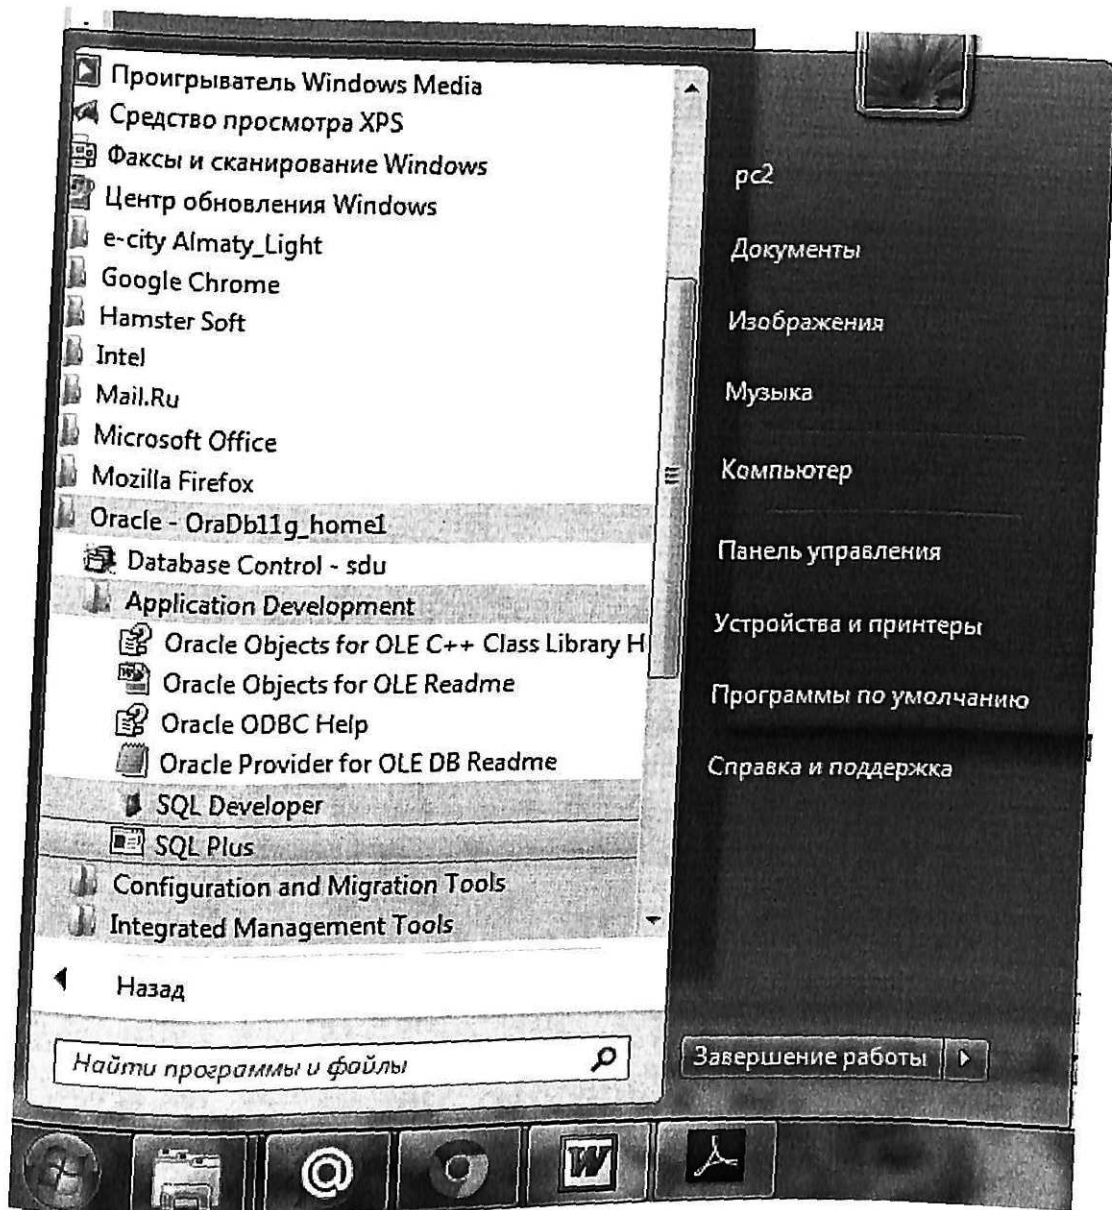 Проигрыватель Windows Media
Средство просмотра XPS
Факсы и сканирование Windows
Центр обновления Windows
e-city Almaty_Light
Google Chrome
Hamster Soft
Intel
Mail.Ru
Microsoft Office
Mozilla Firefox
Oracle - OraDb11g_home1
Database Control - sdu
Application Development
Oracle Objects for OLE C++ Class Library H
Oracle Objects for OLE Readme
Oracle ODBC Help
Oracle Provider for OLE DB Readme
SQL Developer
SQL Plus
Configuration and Migration Tools
Integrated Management Tools
Назад
Найти программы и файлы
pc2
Документы
Изображения
Музыка
Компьютер
Панель управления
Устройства и принтеры
Программы по умолчанию
Справка и поддержка
Завершение работы